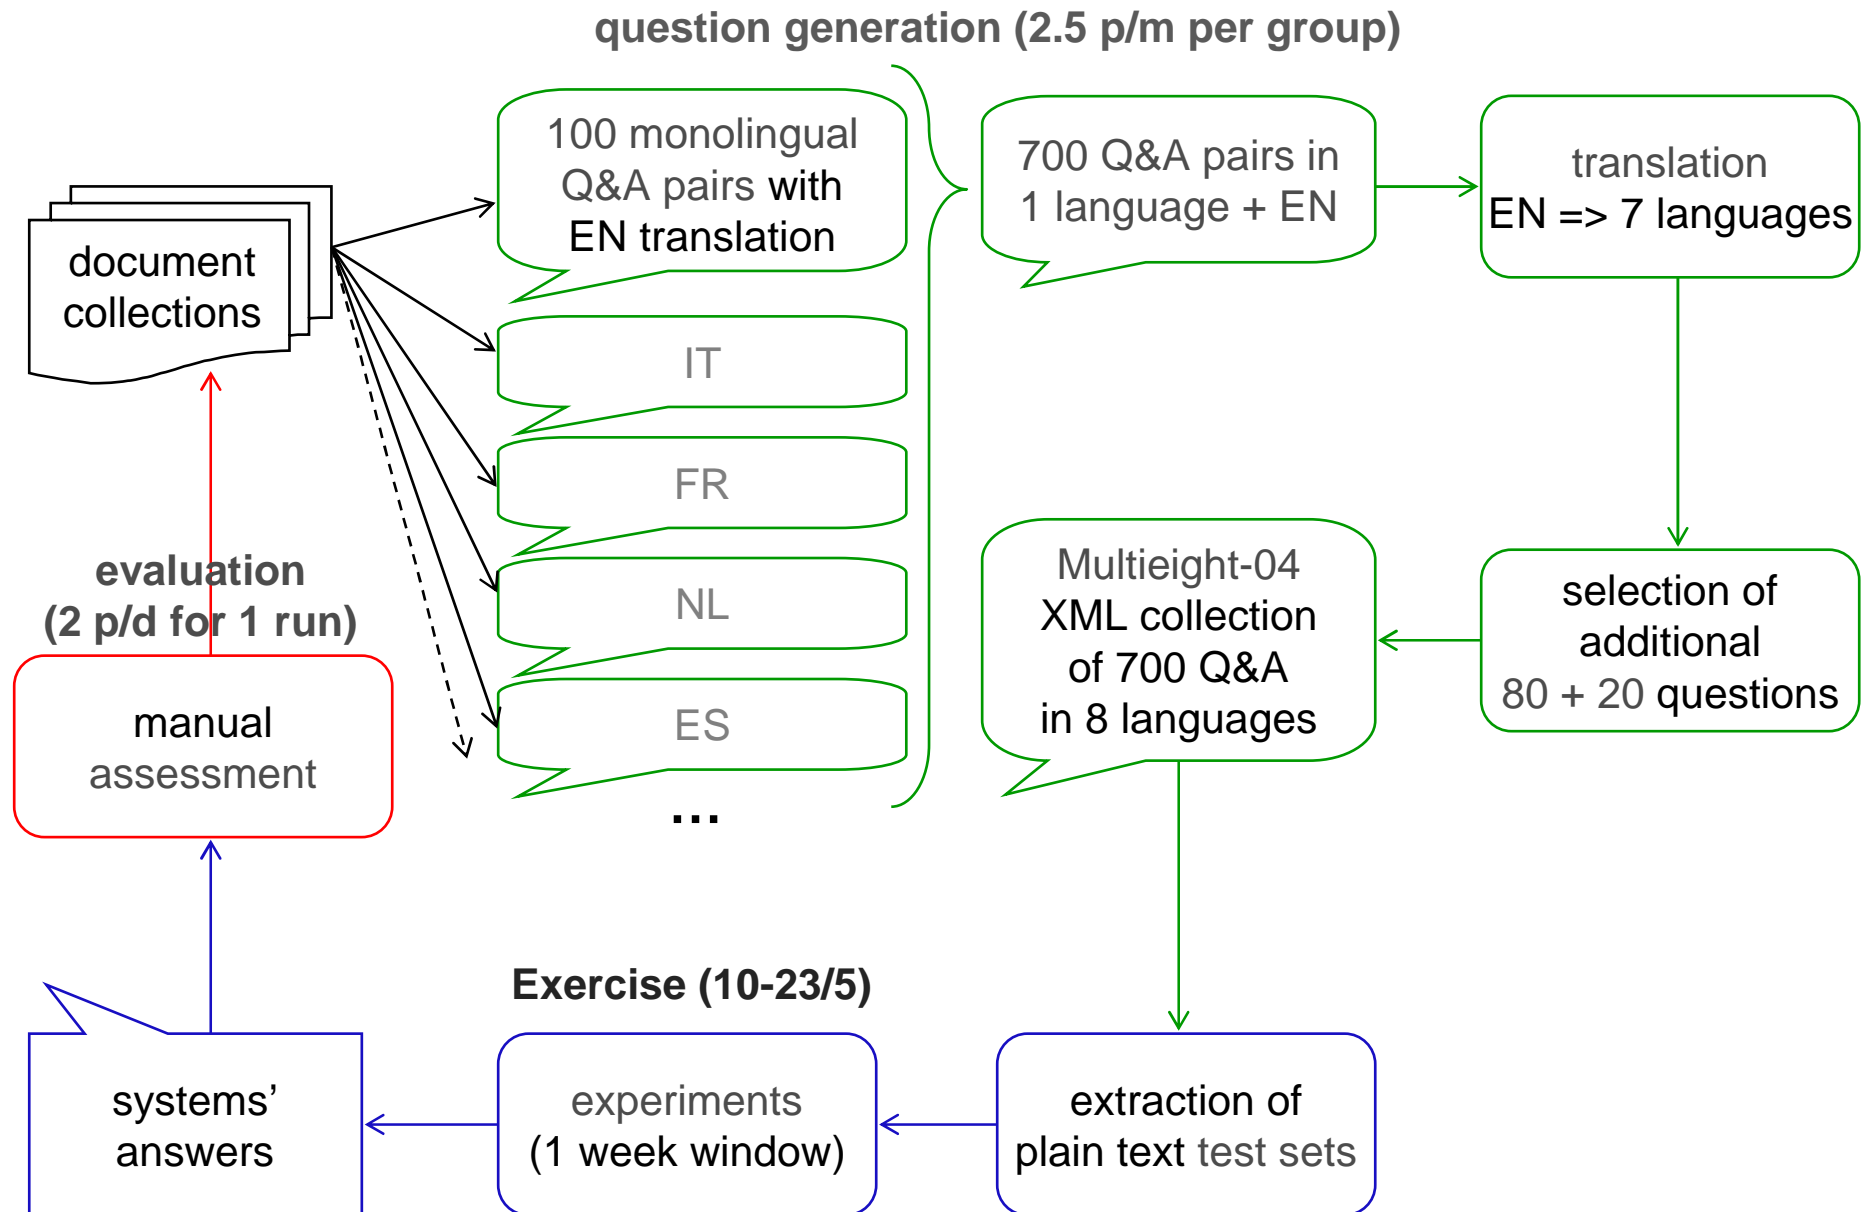 question generation (2.5 p/m per group)
100 monolingual
Q&A pairs with
EN translation
700 Q&A pairs in
1 language + EN
translation
EN => 7 languages
document
collections
IT
FR
NL
ES
...
evaluation
(2 p/d for 1 run)
Multieight-04
XML collection
of 700 Q&A
in 8 languages
selection of
additional
80 + 20 questions
manual
assessment
Exercise (10-23/5)
systems’
answers
experiments
(1 week window)
extraction of
plain text test sets